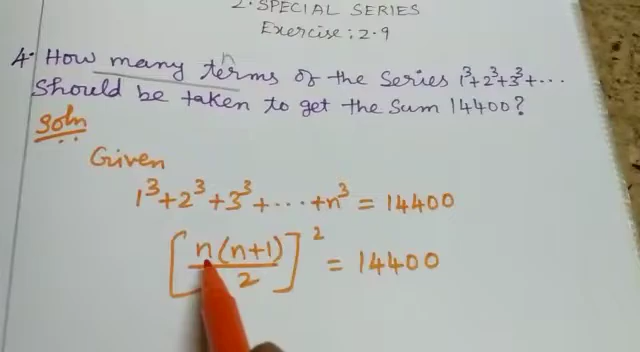 2. SPECIAL SERIES
Exercise: 2.9
n
4. How many terms of the Series 1³+2³+3³+...
Should be taken to get the Sum 14400?
Soln
Given
1³+2³+3³+...+n³ = 14400
[n(n+1)/2]² = 14400